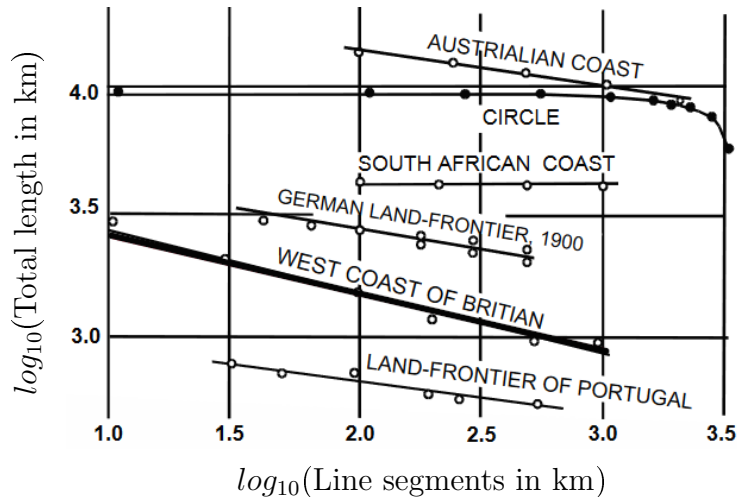 log10(Total length in km)
AUSTRALIAN COAST
4.0
CIRCLE
SOUTH AFRICAN COAST
3.5
GERMAN LAND-FRONTIER, 1900
WEST COAST OF BRITIAN
3.0
LAND-FRONTIER OF PORTUGAL
1.0 1.5 2.0 2.5 3.0 3.5
log10(Line segments in km)